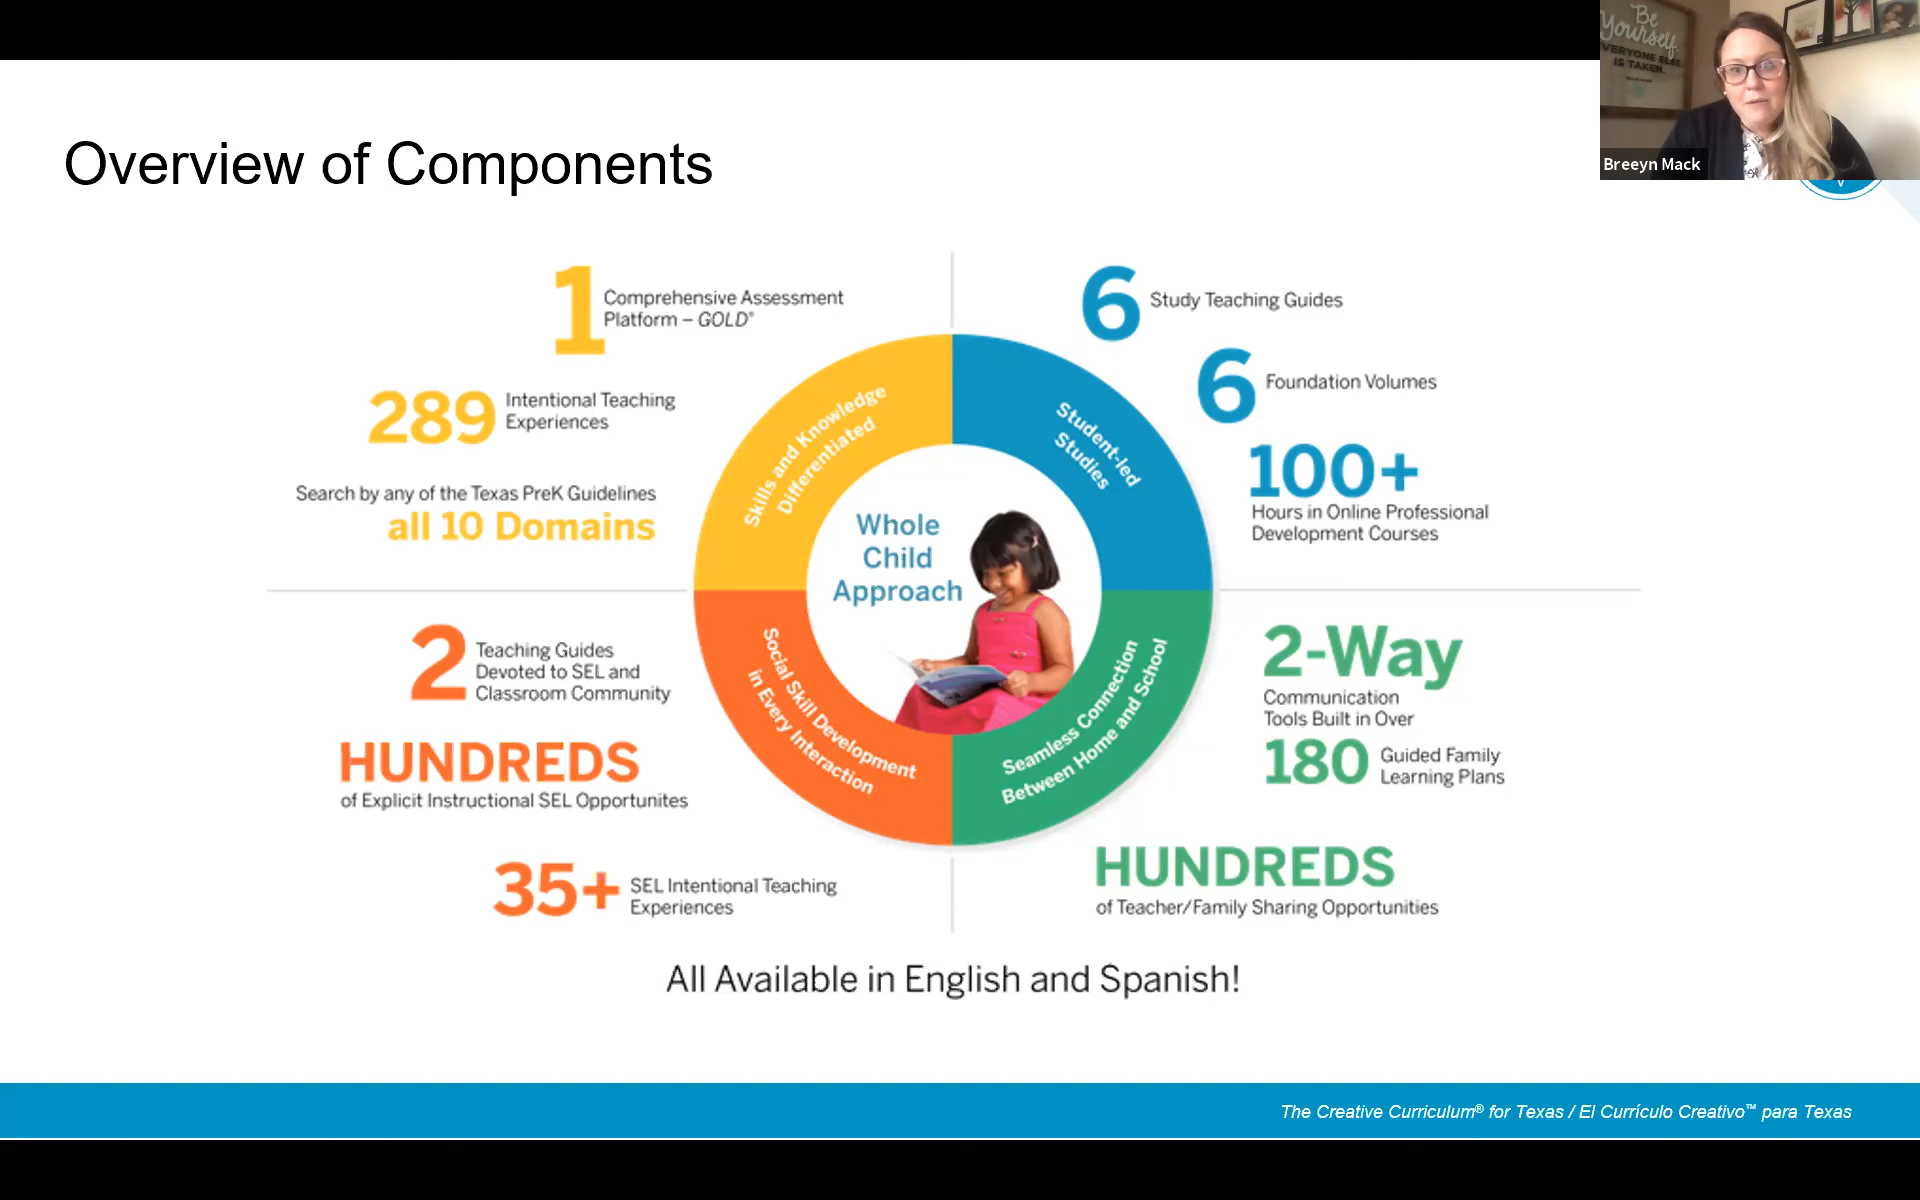 Be
Yourself
EVERYONE ELSE
IS TAKEN.
Breeyn Mack
Overview of Components
1
Comprehensive Assessment
Platform – GOLD®
289
Intentional Teaching
Experiences
Search by any of the Texas PreK Guidelines
all 10 Domains
6
Study Teaching Guides
6
Foundation Volumes
100+
Hours in Online Professional
Development Courses
Skills and Knowledge
Differentiated
Student-led
Studies
Whole
Child
Approach
Social Skill Development
in Every Interaction
Seamless Connection
Between Home and School
2
Teaching Guides
Devoted to SEL and
Classroom Community
HUNDREDS
of Explicit Instructional SEL Opportunites
35+
SEL Intentional Teaching
Experiences
2-Way
Communication
Tools Built in Over
180
Guided Family
Learning Plans
HUNDREDS
of Teacher/Family Sharing Opportunities
All Available in English and Spanish!
The Creative Curriculum® for Texas / El Currículo Creativo™ para Texas